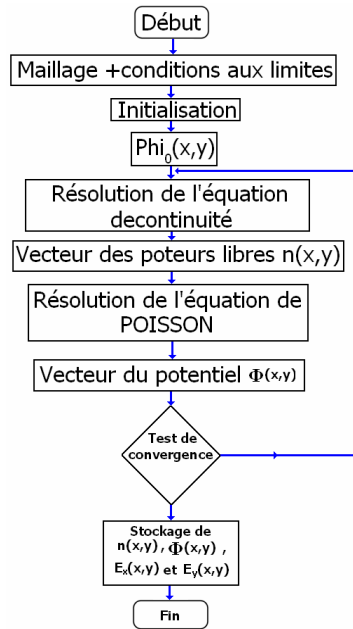 Début
Maillage +conditions aux limites
Initialisation
Phi₀(x,y)
Résolution de l'équation
decontinuité
Vecteur des poteurs libres n(x,y)
Résolution de l'équation de
POISSON
Vecteur du potentiel Φ(x,y)
Test de
convergence
Stockage de
n(x,y) , Φ(x,y) ,
Eₓ(x,y) et Eᵧ(x,y)
Fin